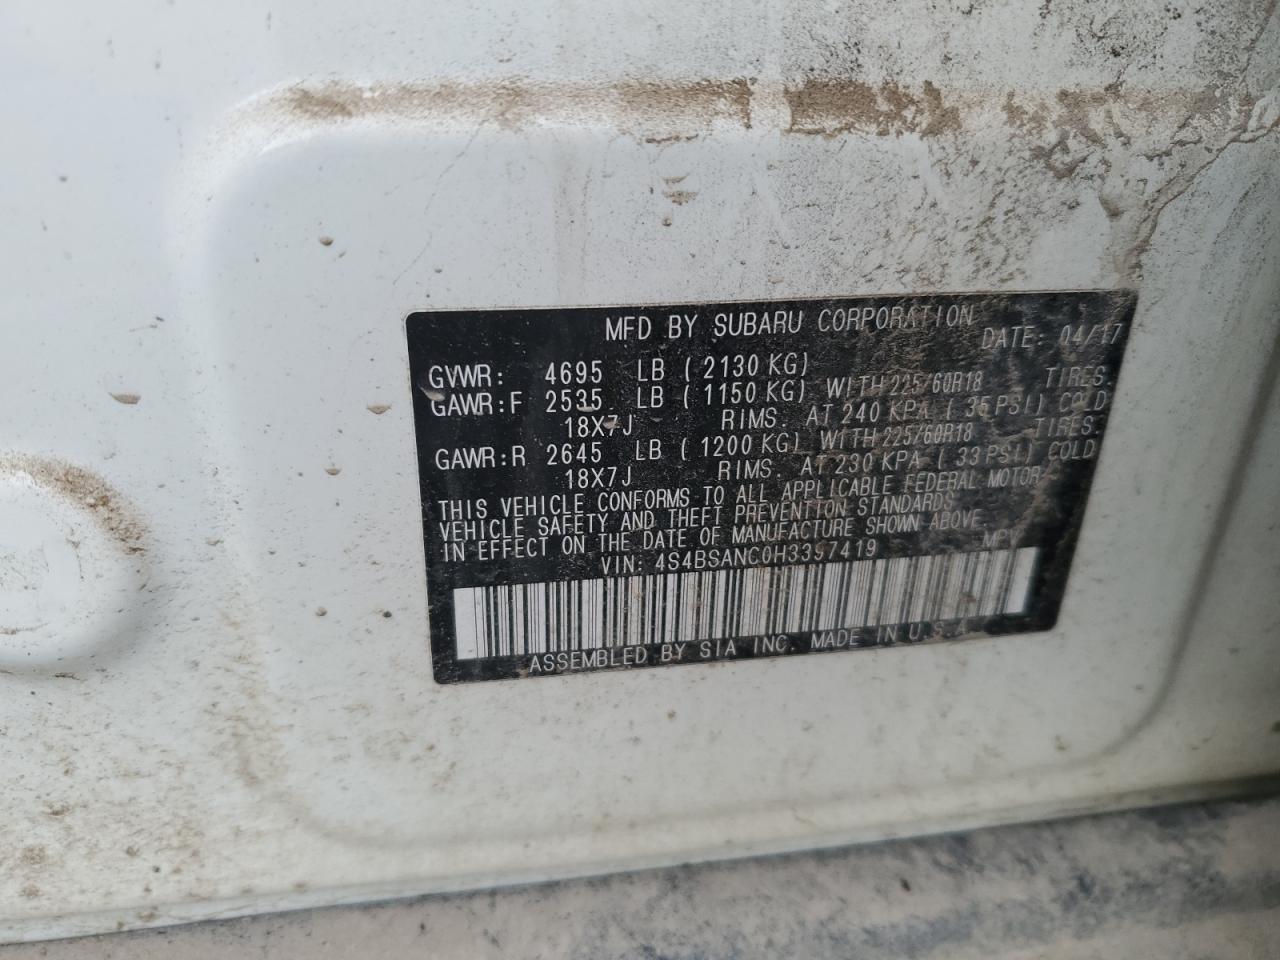 MFD BY SUBARU CORPORATION
DATE: 04/17
GVWR: 4695 LB ( 2130 KG)
GAWR:F 2535 LB ( 1150 KG) WITH 225/60R18 TIRES.
18X7J RIMS. AT 240 KPA ( 35 PSI) COLD
GAWR:R 2645 LB ( 1200 KG) WITH 225/60R18 TIRES.
18X7J RIMS. AT 230 KPA ( 33 PSI) COLD
THIS VEHICLE CONFORMS TO ALL APPLICABLE FEDERAL MOTOR
VEHICLE SAFETY AND THEFT PREVENTION STANDARDS
IN EFFECT ON THE DATE OF MANUFACTURE SHOWN ABOVE.
VIN: 4S4BSANC0H3397419 MPV
ASSEMBLED BY SIA INC. MADE IN U.S.A